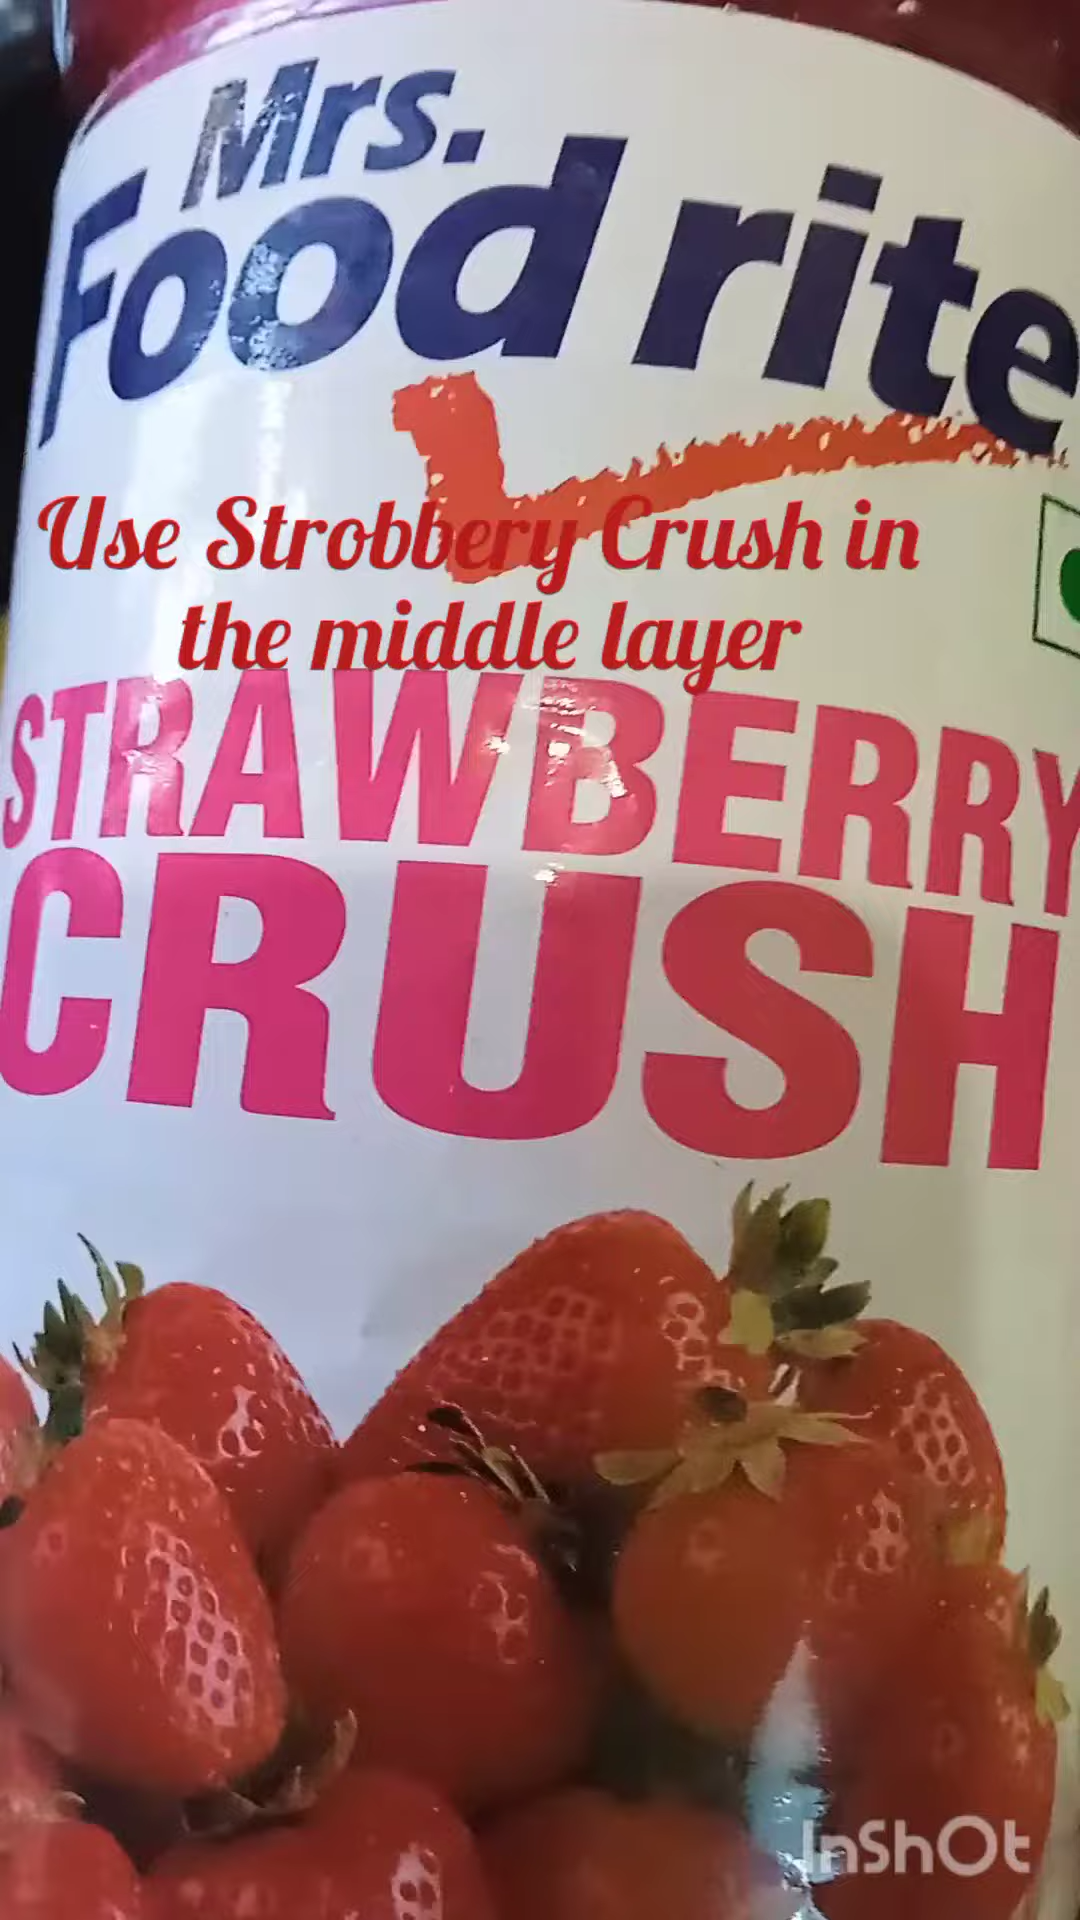 Mrs.
Food rite
Use Strobbery Crush in
the middle layer
STRAWBERRY
CRUSH
InShOt